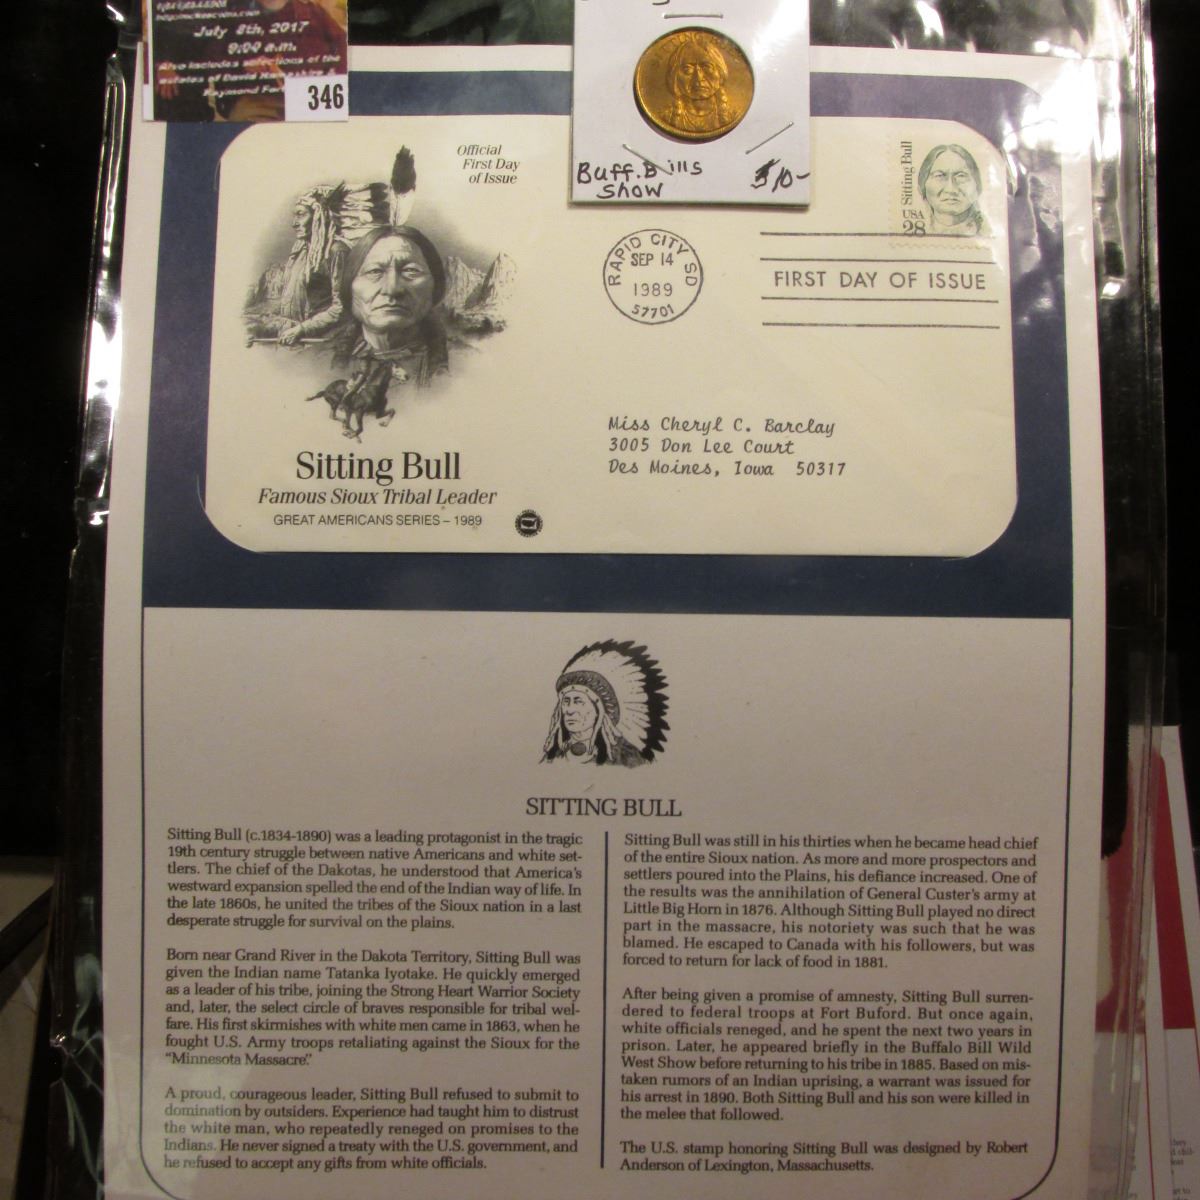 July 8th, 2017
9:00 a.m.
Also includes selections of the
estates of David
Raymond
346
Buff. Bills
Show
$10-
Official
First Day
of Issue
Sitting Bull
USA
28
RAPID CITY SD
SEP 14
1989
57701
FIRST DAY OF ISSUE
Miss Cheryl C. Barclay
3005 Don Lee Court
Des Moines, Iowa 50317
Sitting Bull
Famous Sioux Tribal Leader
GREAT AMERICANS SERIES – 1989
SITTING BULL
Sitting Bull (c.1834-1890) was a leading protagonist in the tragic
19th century struggle between native Americans and white set-
tlers. The chief of the Dakotas, he understood that America's
westward expansion spelled the end of the Indian way of life. In
the late 1860s, he united the tribes of the Sioux nation in a last
desperate struggle for survival on the plains.
Born near Grand River in the Dakota Territory, Sitting Bull was
given the Indian name Tatanka Iyotake. He quickly emerged
as a leader of his tribe, joining the Strong Heart Warrior Society
and, later, the select circle of braves responsible for tribal wel-
fare. His first skirmishes with white men came in 1863, when he
fought U.S. Army troops retaliating against the Sioux for the
“Minnesota Massacre.”
A proud, courageous leader, Sitting Bull refused to submit to
domination by outsiders. Experience had taught him to distrust
the white man, who repeatedly reneged on promises to the
Indians. He never signed a treaty with the U.S. government, and
he refused to accept any gifts from white officials.
Sitting Bull was still in his thirties when he became head chief
of the entire Sioux nation. As more and more prospectors and
settlers poured into the Plains, his defiance increased. One of
the results was the annihilation of General Custer's army at
Little Big Horn in 1876. Although Sitting Bull played no direct
part in the massacre, his notoriety was such that he was
blamed. He escaped to Canada with his followers, but was
forced to return for lack of food in 1881.
After being given a promise of amnesty, Sitting Bull surren-
dered to federal troops at Fort Buford. But once again,
white officials reneged, and he spent the next two years in
prison. Later, he appeared briefly in the Buffalo Bill Wild
West Show before returning to his tribe in 1885. Based on mis-
taken rumors of an Indian uprising, a warrant was issued for
his arrest in 1890. Both Sitting Bull and his son were killed in
the melee that followed.
The U.S. stamp honoring Sitting Bull was designed by Robert
Anderson of Lexington, Massachusetts.